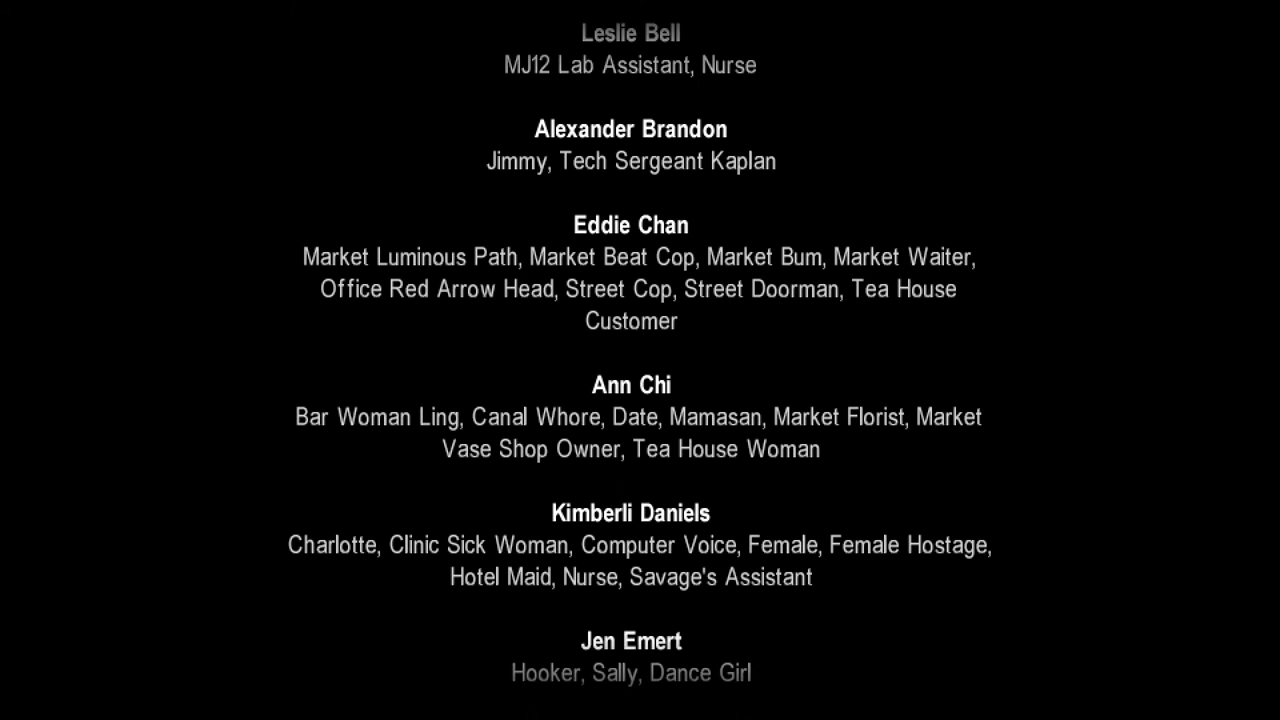 Leslie Bell
MJ12 Lab Assistant, Nurse
Alexander Brandon
Jimmy, Tech Sergeant Kaplan
Eddie Chan
Market Luminous Path, Market Beat Cop, Market Bum, Market Waiter,
Office Red Arrow Head, Street Cop, Street Doorman, Tea House
Customer
Ann Chi
Bar Woman Ling, Canal Whore, Date, Mamasan, Market Florist, Market
Vase Shop Owner, Tea House Woman
Kimberli Daniels
Charlotte, Clinic Sick Woman, Computer Voice, Female, Female Hostage,
Hotel Maid, Nurse, Savage's Assistant
Jen Emert
Hooker, Sally, Dance Girl